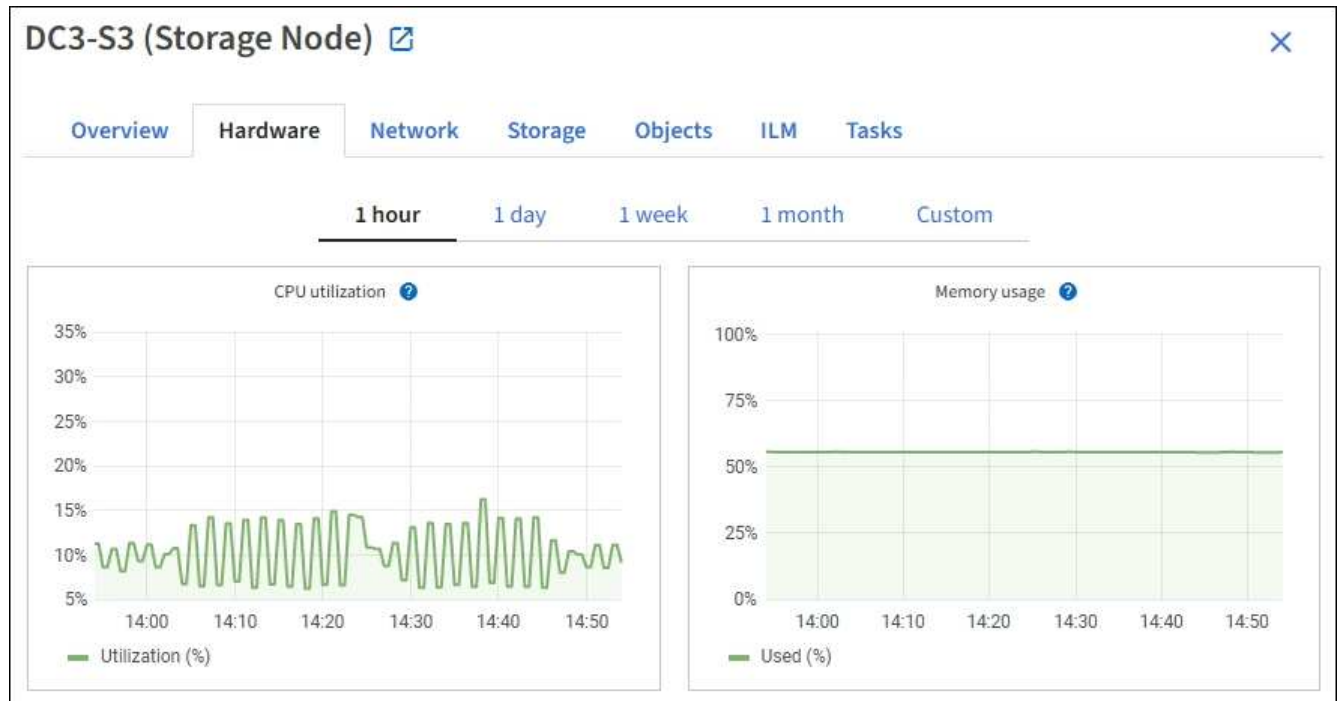 DC3-S3 (Storage Node)
Overview Hardware Network Storage Objects ILM Tasks
1 hour 1 day 1 week 1 month Custom
CPU utilization ?
35%
30%
25%
20%
15%
10%
5%
14:00 14:10 14:20 14:30 14:40 14:50
Utilization (%)
Memory usage ?
100%
75%
50%
25%
0%
14:00 14:10 14:20 14:30 14:40 14:50
Used (%)